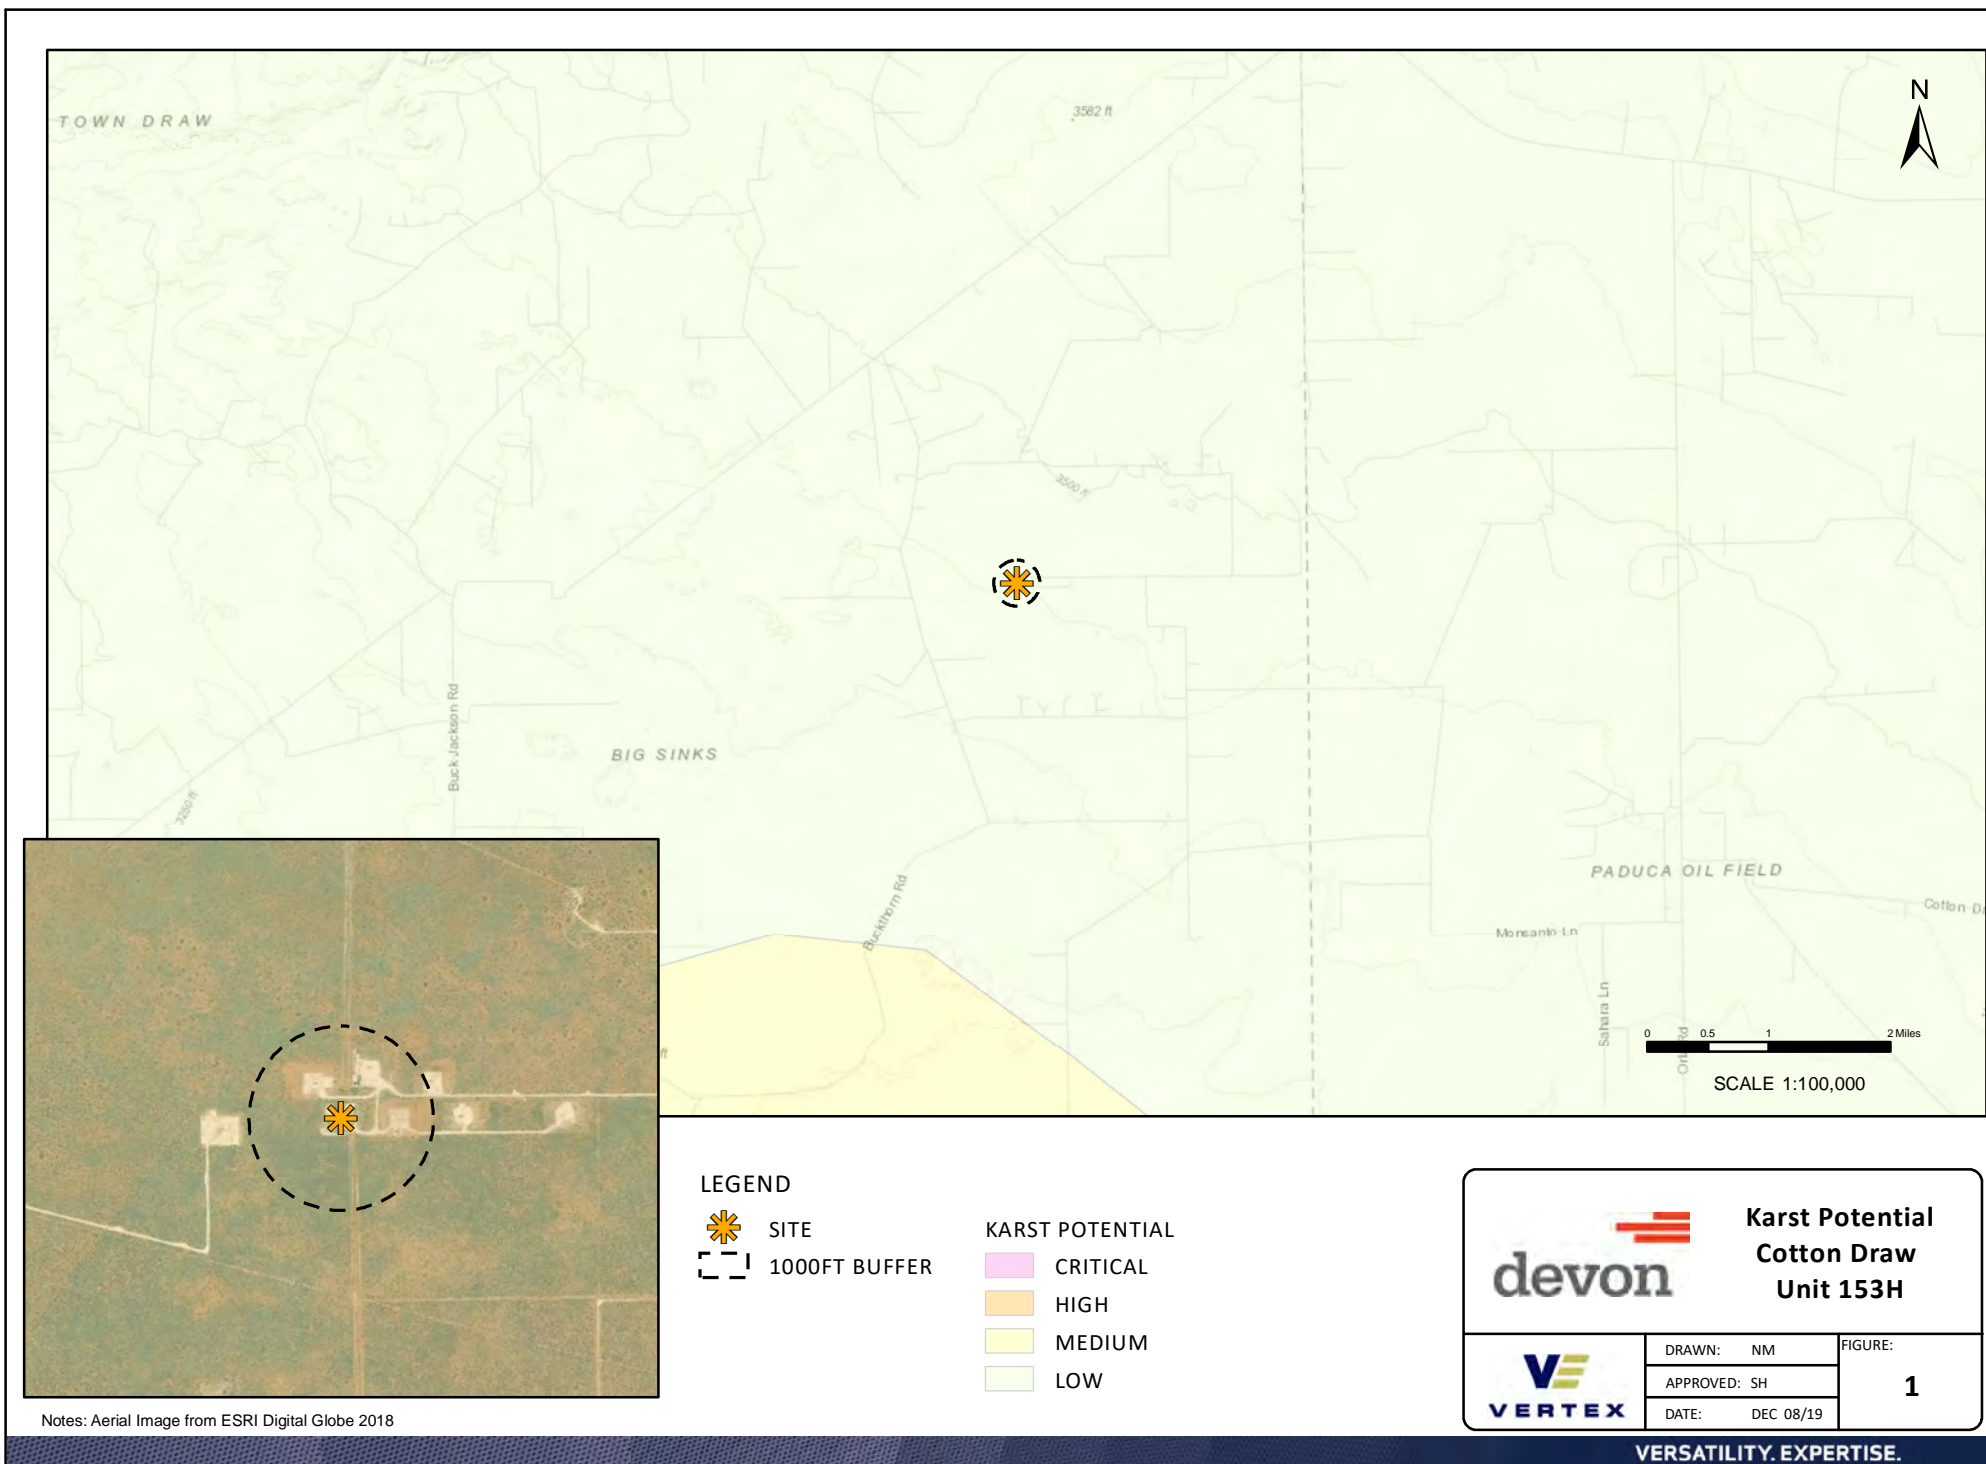 TOWN DRAW
3582 ft
N
3500 ft
Buck Jackson Rd
BIG SINKS
3250 ft
Buckthorn Rd
PADUCA OIL FIELD
Cotton
Monsanto Ln
Sahara Ln
ft
0 0.5 1 2 Miles
SCALE 1:100,000
LEGEND
SITE
1000FT BUFFER
KARST POTENTIAL
CRITICAL
HIGH
MEDIUM
LOW
devon
Karst Potential
Cotton Draw
Unit 153H
VE
VERTEX
DRAWN: NM
APPROVED: SH
DATE: DEC 08/19
FIGURE:
1
Notes: Aerial Image from ESRI Digital Globe 2018
VERSATILITY. EXPERTISE.